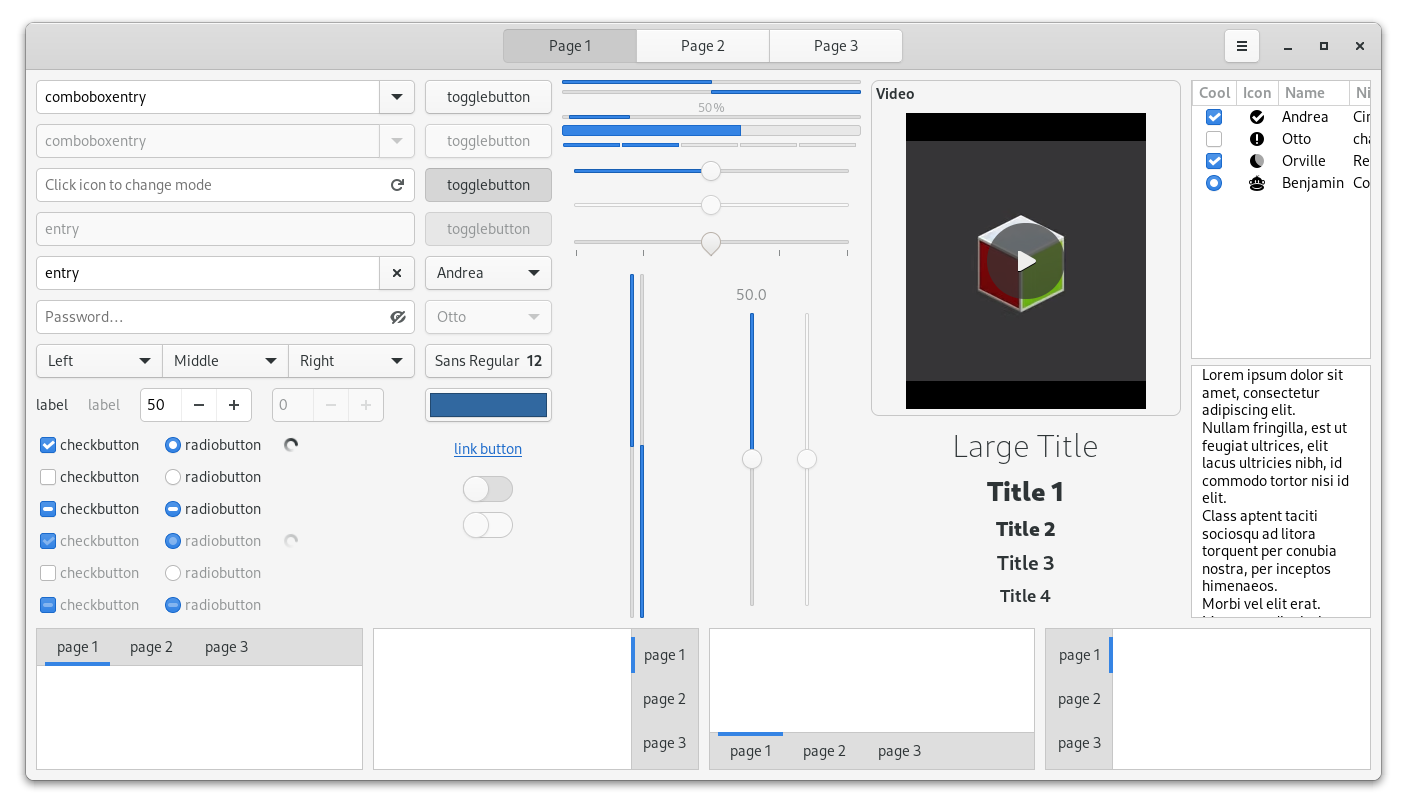 Page 1 Page 2 Page 3
comboboxentry
comboboxentry
Click icon to change mode
entry
entry
Password…
Left Middle Right
label label 50 0
checkbutton radiobutton
checkbutton radiobutton
checkbutton radiobutton
checkbutton radiobutton
checkbutton radiobutton
checkbutton radiobutton
togglebutton
togglebutton
togglebutton
togglebutton
Andrea
Otto
Sans Regular 12
link button
50%
50.0
Video
Large Title
Title 1
Title 2
Title 3
Title 4
Cool Icon Name Ni
Andrea Cir
Otto cha
Orville Re
Benjamin Co
Lorem ipsum dolor sit
amet, consectetur
adipiscing elit.
Nullam fringilla, est ut
feugiat ultrices, elit
lacus ultricies nibh, id
commodo tortor nisi id
elit.
Class aptent taciti
sociosqu ad litora
torquent per conubia
nostra, per inceptos
himenaeos.
Morbi vel elit erat.
page 1 page 2 page 3
page 1
page 2
page 3
page 1 page 2 page 3
page 1
page 2
page 3